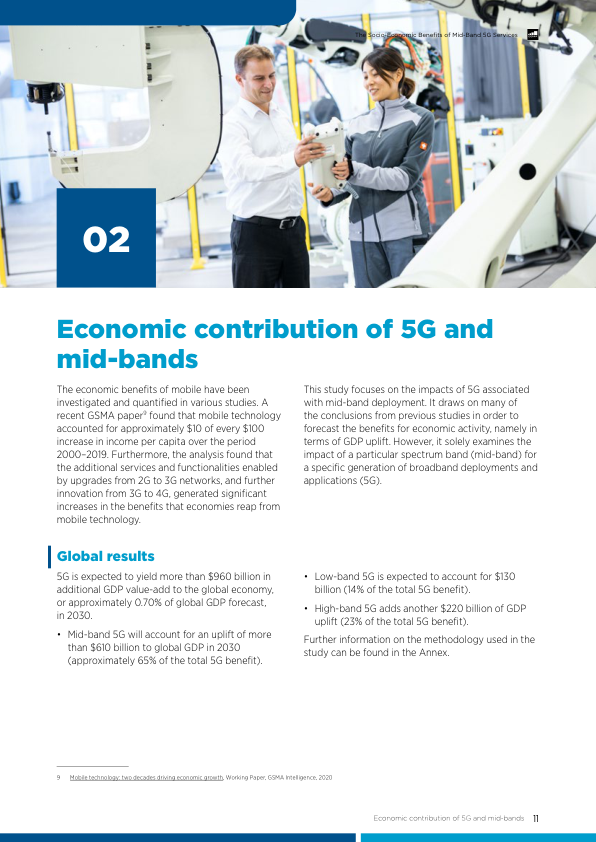 The Socio-Economic Benefits of Mid-Band 5G Services
02
Economic contribution of 5G and
mid-bands
The economic benefits of mobile have been
investigated and quantified in various studies. A
recent GSMA paper⁹ found that mobile technology
accounted for approximately $10 of every $100
increase in income per capita over the period
2000–2019. Furthermore, the analysis found that
the additional services and functionalities enabled
by upgrades from 2G to 3G networks, and further
innovation from 3G to 4G, generated significant
increases in the benefits that economies reap from
mobile technology.
This study focuses on the impacts of 5G associated
with mid-band deployment. It draws on many of
the conclusions from previous studies in order to
forecast the benefits for economic activity, namely in
terms of GDP uplift. However, it solely examines the
impact of a particular spectrum band (mid-band) for
a specific generation of broadband deployments and
applications (5G).
Global results
5G is expected to yield more than $960 billion in
additional GDP value-add to the global economy,
or approximately 0.70% of global GDP forecast,
in 2030.
• Mid-band 5G will account for an uplift of more
than $610 billion to global GDP in 2030
(approximately 65% of the total 5G benefit).
• Low-band 5G is expected to account for $130
billion (14% of the total 5G benefit).
• High-band 5G adds another $220 billion of GDP
uplift (23% of the total 5G benefit).
Further information on the methodology used in the
study can be found in the Annex.
9 Mobile technology: two decades driving economic growth, Working Paper, GSMA Intelligence, 2020
Economic contribution of 5G and mid-bands 11